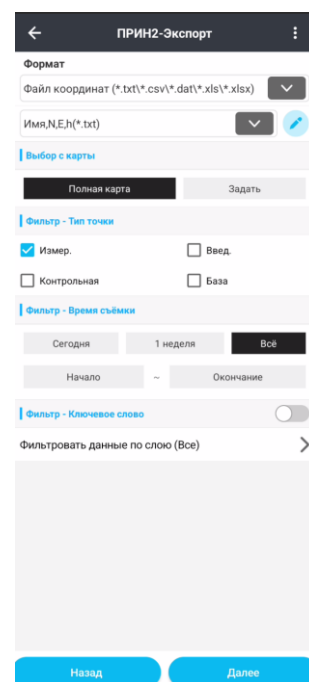 ПРИН2-Экспорт
Формат
Файл координат (*.txt\*.csv\*.dat\*.xls\*.xlsx)
Имя,N,E,h(*.txt)
Выбор с карты
Полная карта Задать
Фильтр - Тип точки
Измер. Введ.
Контрольная База
Фильтр - Время съёмки
Сегодня 1 неделя Всё
Начало ~ Окончание
Фильтр - Ключевое слово
Фильтровать данные по слою (Все)
Назад Далее